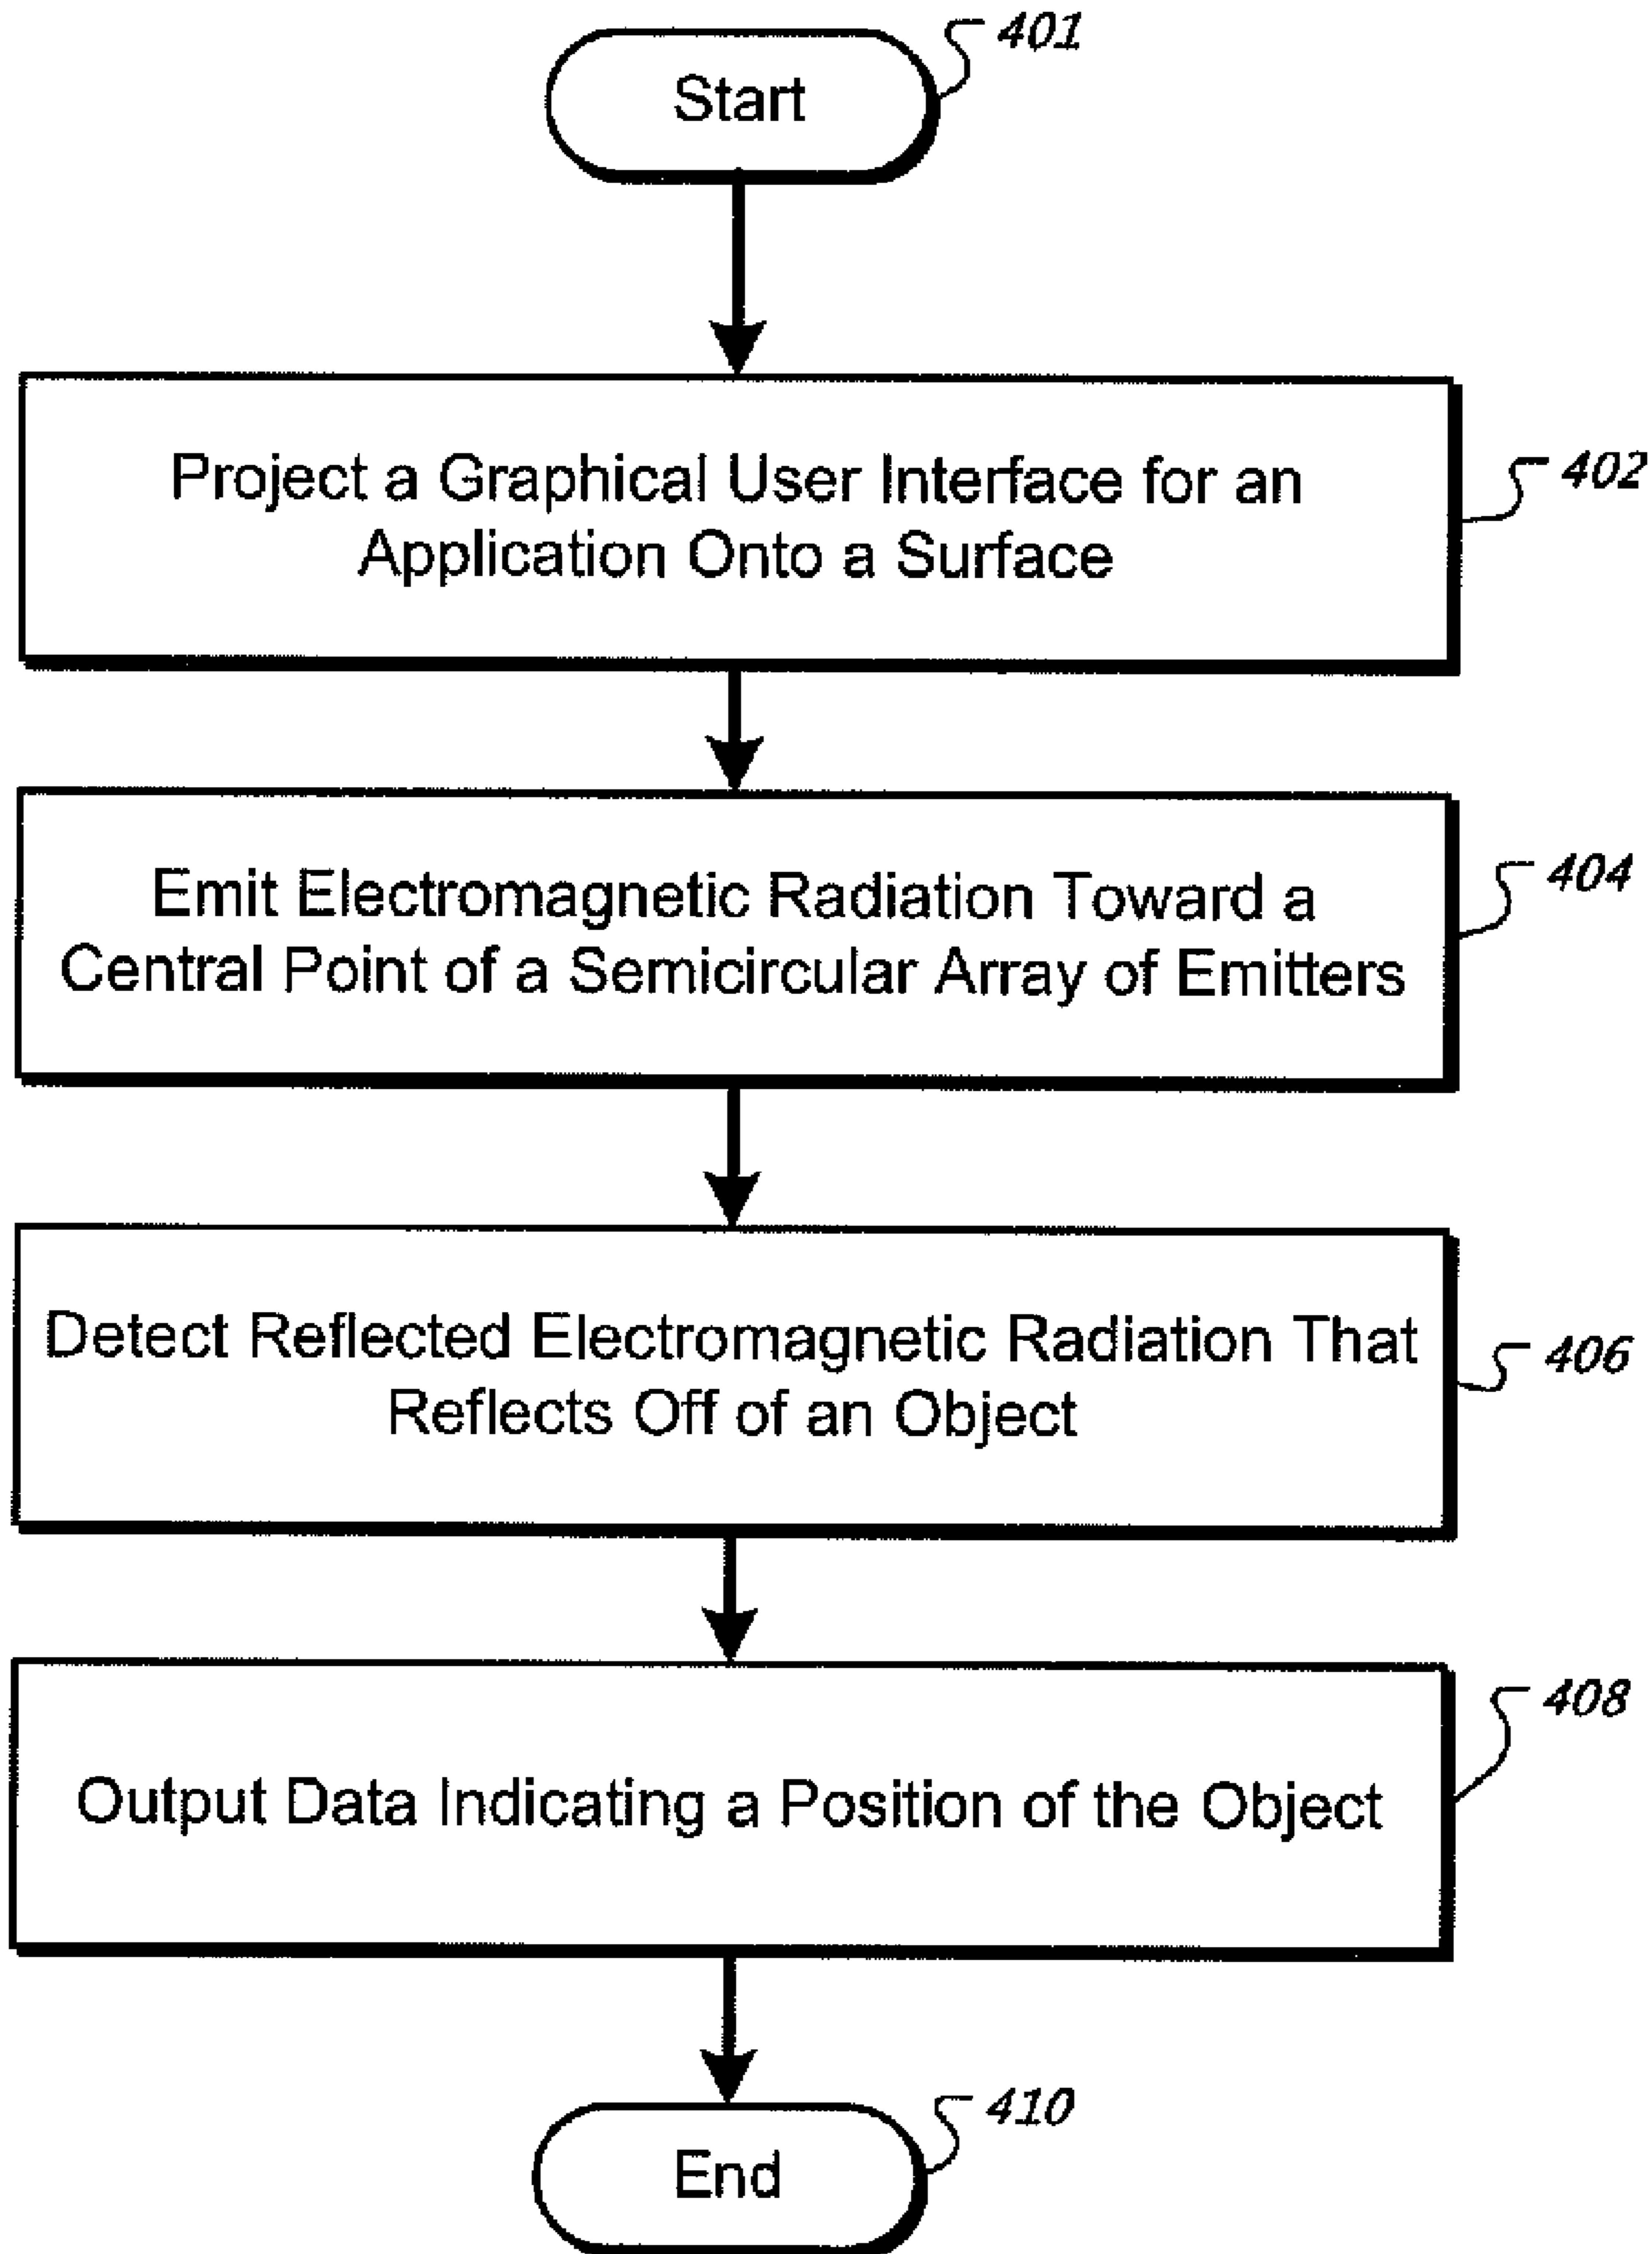 401
Start
Project a Graphical User Interface for an
Application Onto a Surface
402
Emit Electromagnetic Radiation Toward a
Central Point of a Semicircular Array of Emitters
404
Detect Reflected Electromagnetic Radiation That
Reflects Off of an Object
406
Output Data Indicating a Position of the Object
408
410
End